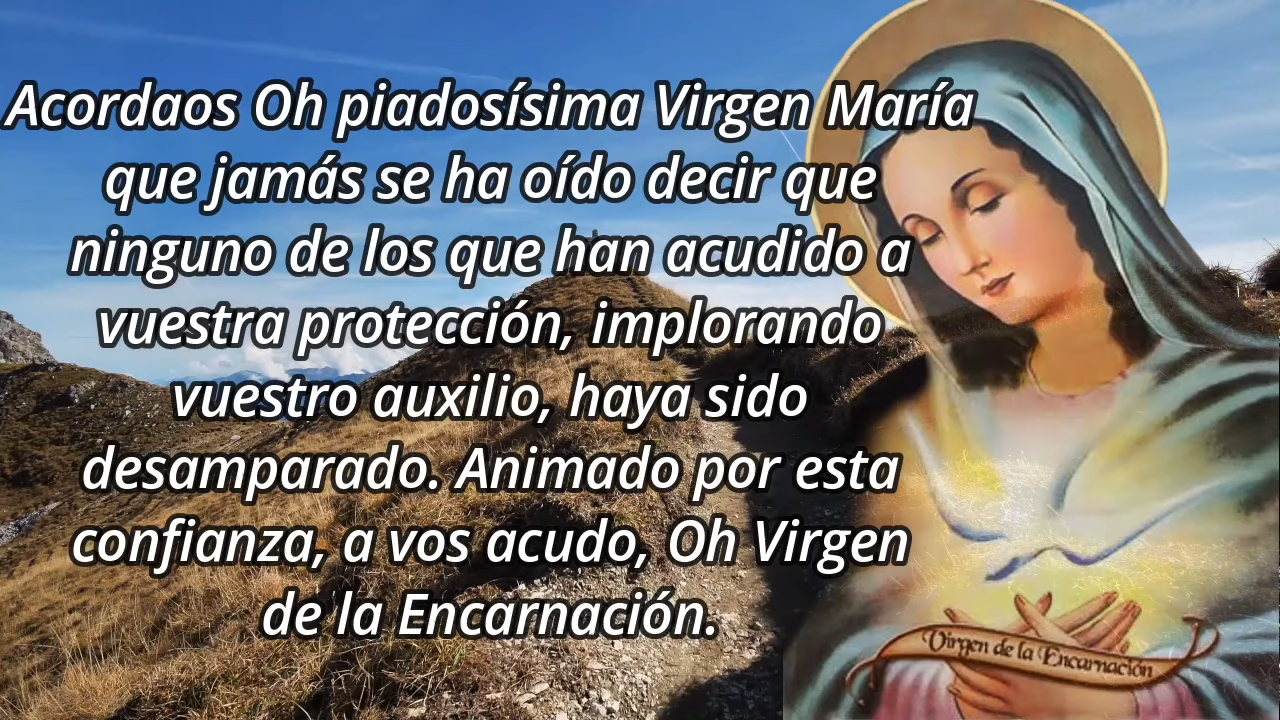 Acordaos Oh piadosísima Virgen María
que jamás se ha oído decir que
ninguno de los que han acudido a
vuestra protección, implorando
vuestro auxilio, haya sido
desamparado. Animado por esta
confianza, a vos acudo, Oh Virgen
de la Encarnación.
Virgen de la Encarnación